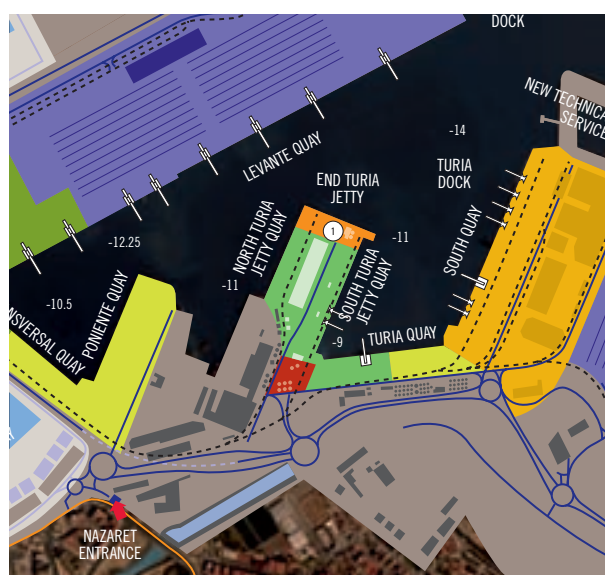 DOCK
NEW TECHNICA
SERVICE
-14
LEVANTE QUAY
TURIA
DOCK
END TURIA
JETTY
1
-11
NORTH TURIA
JETTY QUAY
SOUTH QUAY
-12.25
-11
SOUTH TURIA
JETTY QUAY
-10.5
PONIENTE QUAY
NSVERSAL QUAY
-9
TURIA QUAY
NAZARET
ENTRANCE